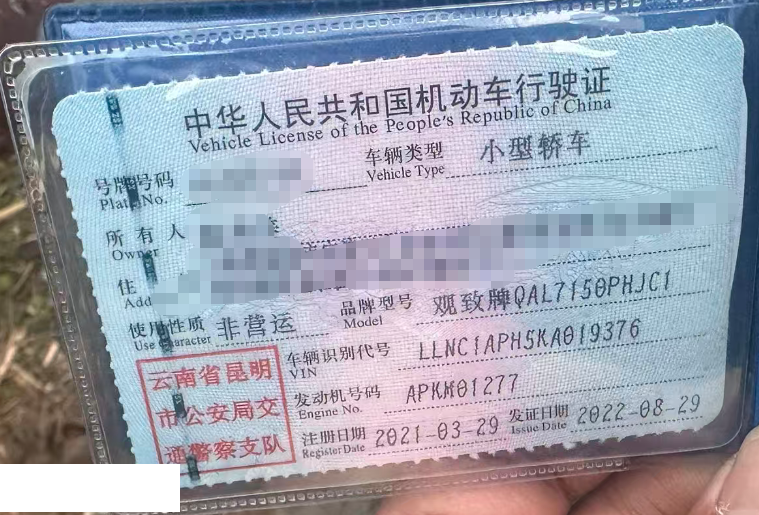 中华人民共和国机动车行驶证
Vehicle License of the People's Republic of China
号牌号码 车辆类型 小型轿车
Plate No. Vehicle Type
所有人
Owner
住
Add
使用性质 非营运 品牌型号 观致牌QAL7150PHJC1
Use Character Model
云南省昆明
市公安局交
通警察支队
车辆识别代号 LLNC1APH5KA019376
VIN
发动机号码 APKM01277
Engine No.
注册日期 2021-03-29 发证日期 2022-08-29
Register Date Issue Date